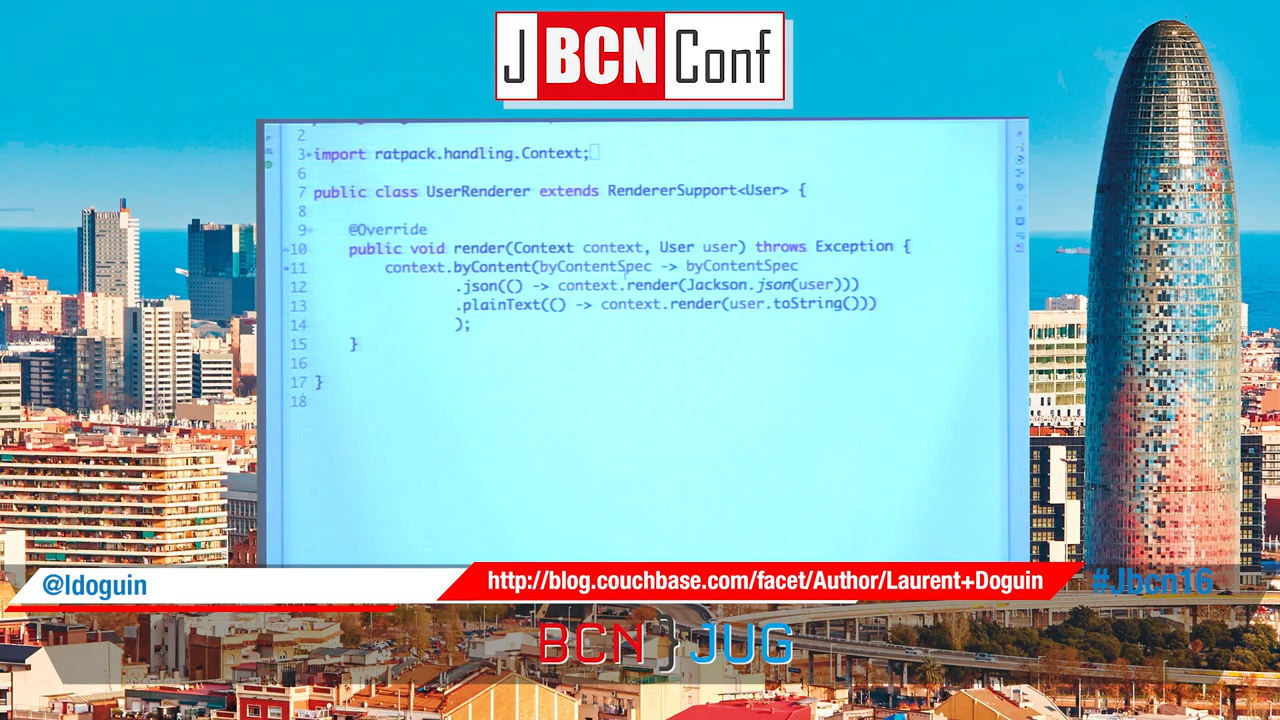 J BCN Conf
2
3 import ratpack.handling.Context;
6
7 public class UserRenderer extends RendererSupport<User> {
8
9 @Override
10 public void render(Context context, User user) throws Exception {
11 context.byContent(byContentSpec -> byContentSpec
12 .json(() -> context.render(Jackson.json(user)))
13 .plainText(() -> context.render(user.toString()))
14 );
15 }
16
17 }
18
@ldoguin
http://blog.couchbase.com/facet/Author/Laurent+Doguin
#Jbcn16
BCN}JUG